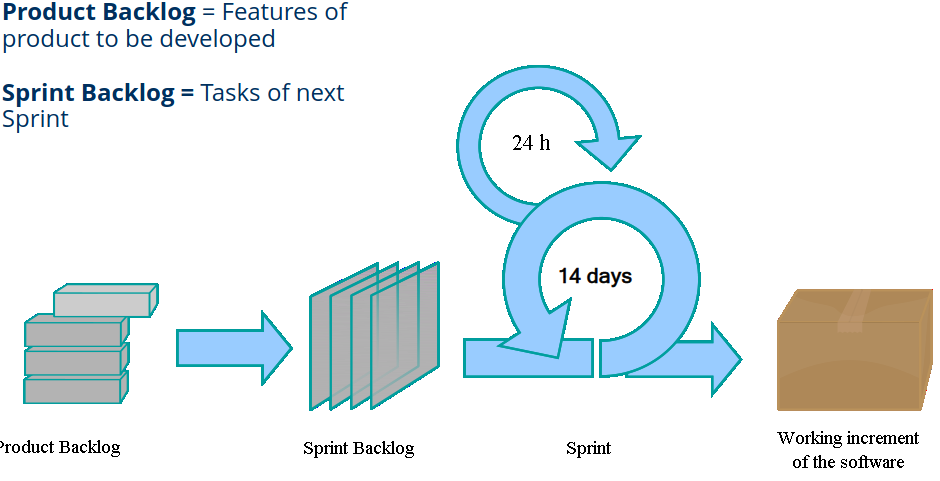 Product Backlog = Features of
product to be developed
Sprint Backlog = Tasks of next
Sprint
24 h
14 days
Product Backlog
Sprint Backlog
Sprint
Working increment
of the software